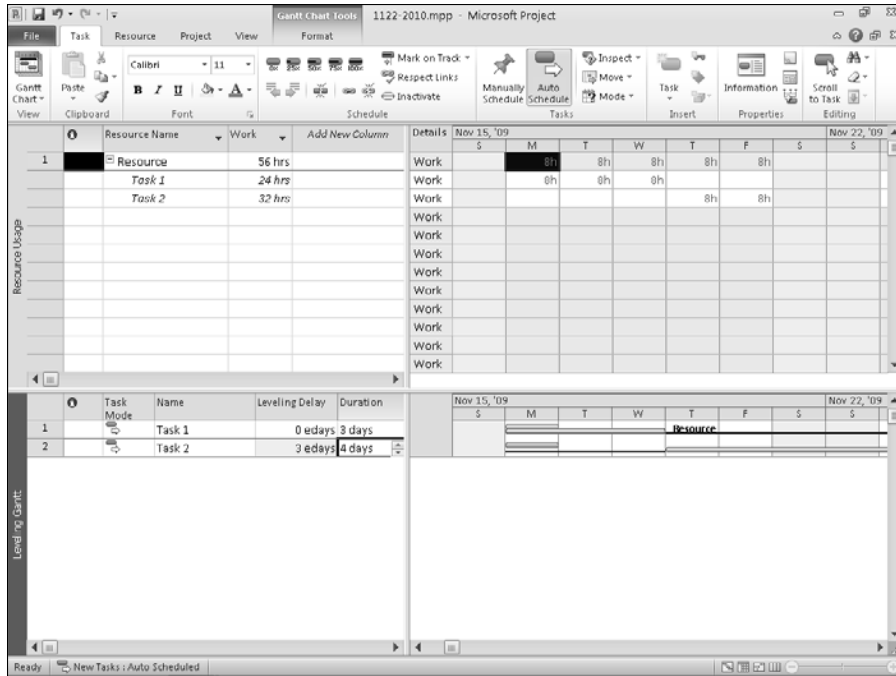 Gantt Chart Tools 1122-2010.mpp - Microsoft Project
File Task Resource Project View Format
Gantt Chart
View
Paste
Clipboard
Calibri 11
B I U A
Font
0% 25% 50% 75% 100%
Mark on Track
Respect Links
Inactivate
Schedule
Manually Schedule
Auto Schedule
Inspect
Move
Mode
Tasks
Task
Insert
Information
Properties
Scroll to Task
Editing
Resource Name Work Add New Column Details Nov 15, '09 Nov 22, '09
S M T W T F S S
1 Resource 56 hrs Work 8h 8h 8h 8h 8h
Task 1 24 hrs Work 8h 8h 8h
Task 2 32 hrs Work 8h 8h
Work
Work
Work
Work
Work
Work
Work
Work
Work
Resource Usage
Task Mode Name Leveling Delay Duration Nov 15, '09 Nov 22, '09
S M T W T F S S
1 Task 1 0 edays 3 days Resource
2 Task 2 3 edays 4 days
Leveling Gantt
Ready New Tasks : Auto Scheduled